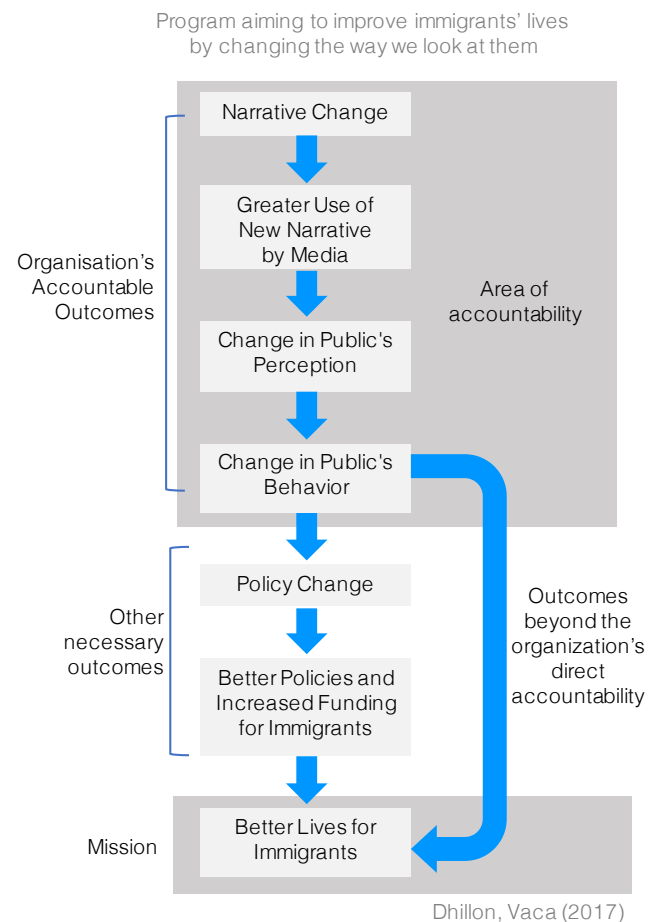 Program aiming to improve immigrants’ lives
by changing the way we look at them
Narrative Change
Greater Use of
New Narrative
by Media
Organisation’s
Accountable
Outcomes
Area of
accountability
Change in Public's
Perception
Change in Public's
Behavior
Policy Change
Other
necessary
outcomes
Outcomes
beyond the
organization’s
direct
accountability
Better Policies and
Increased Funding
for Immigrants
Mission
Better Lives for
Immigrants
Dhillon, Vaca (2017)